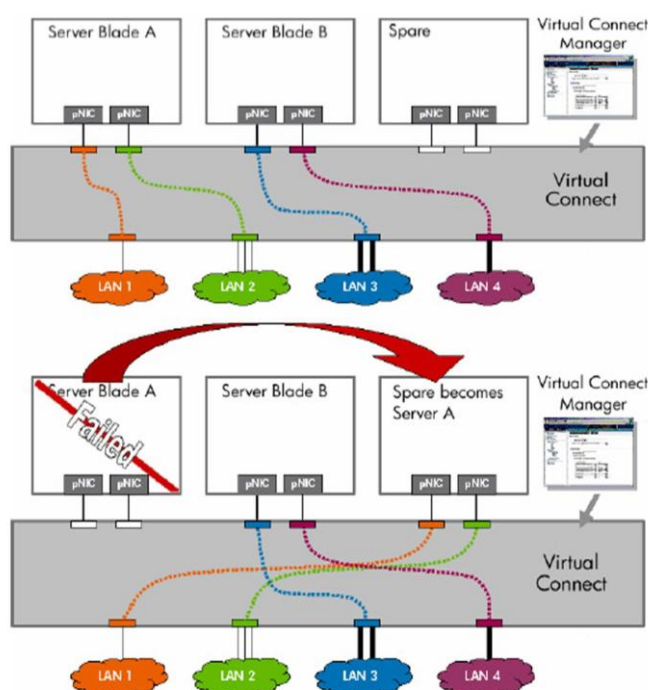 Server Blade A
Server Blade B
Spare
Virtual Connect
Manager
pNIC pNIC
pNIC pNIC
pNIC pNIC
Virtual
Connect
LAN 1
LAN 2
LAN 3
LAN 4
Server Blade A
Failed
Server Blade B
Spare becomes
Server A
Virtual Connect
Manager
pNIC pNIC
pNIC pNIC
pNIC pNIC
Virtual
Connect
LAN 1
LAN 2
LAN 3
LAN 4